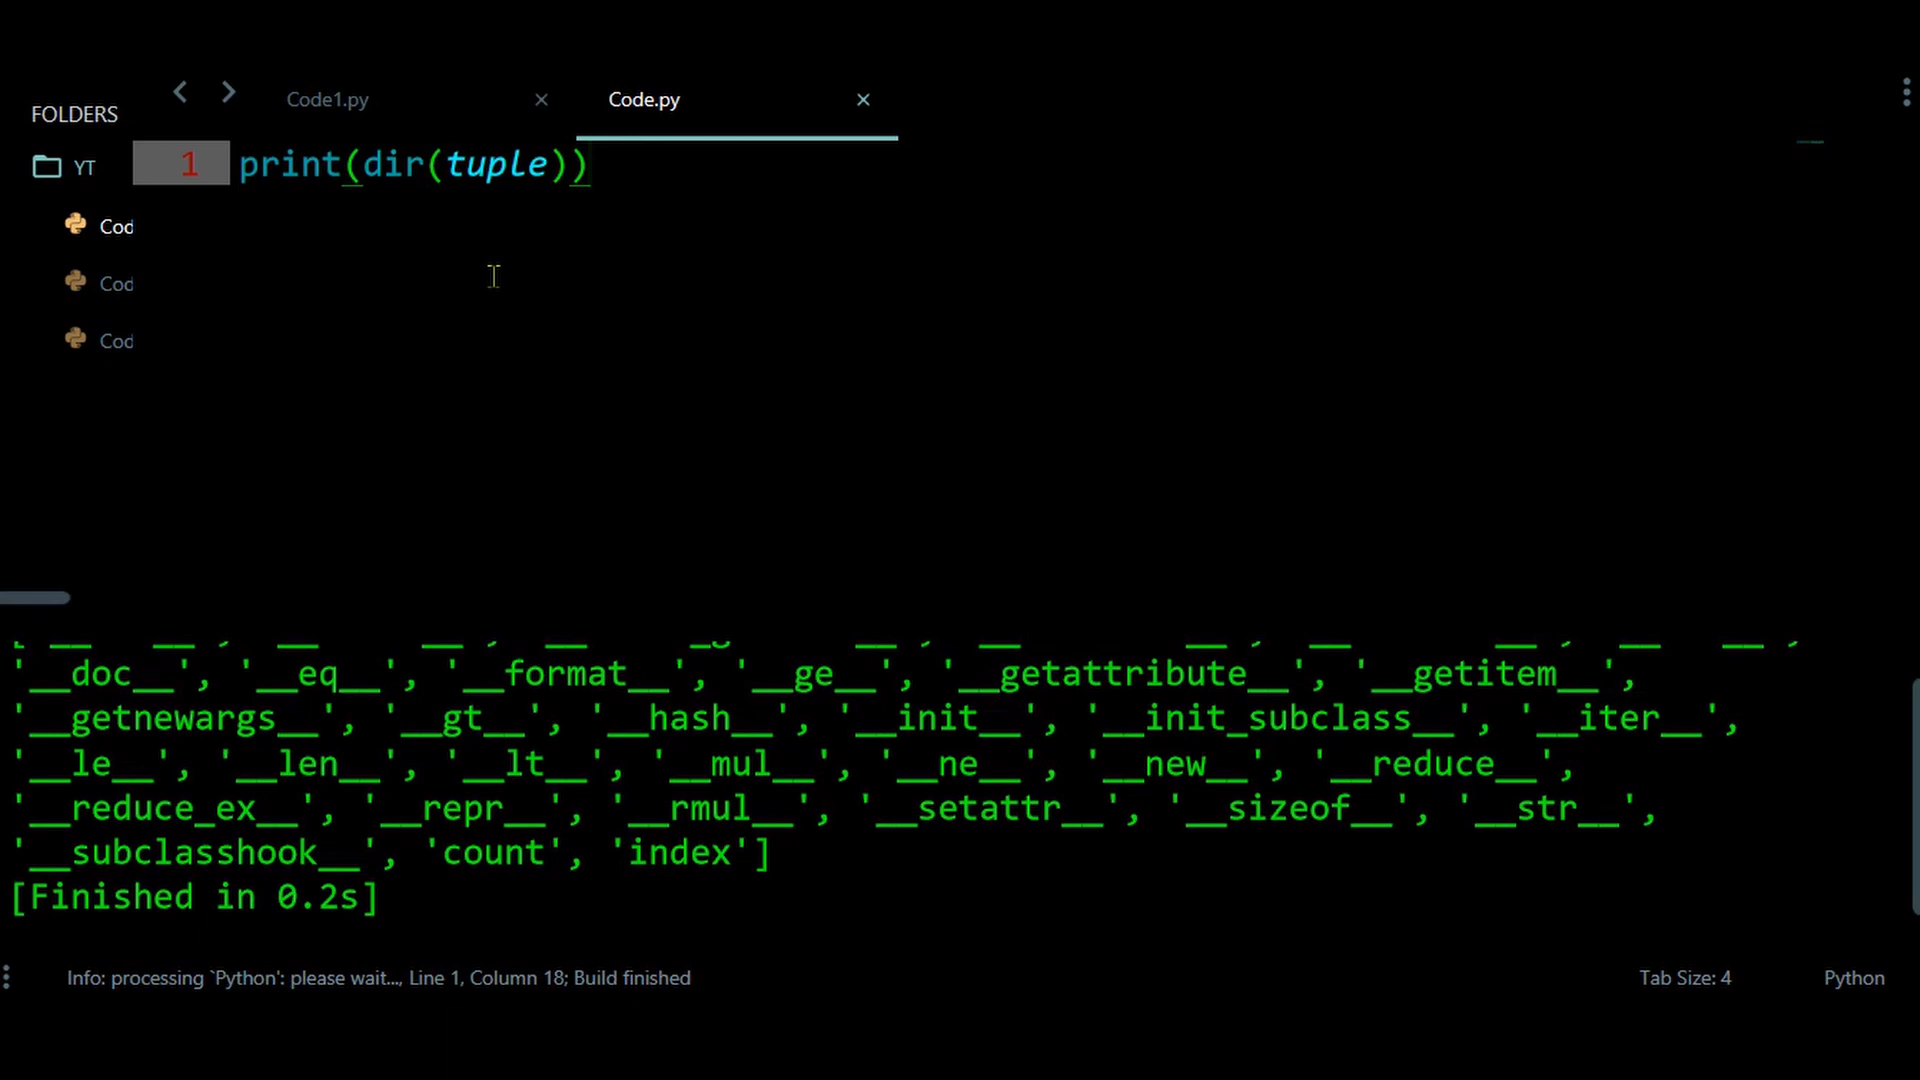 Code1.py
Code.py
FOLDERS
YT
1 print(dir(tuple))
Cod
Cod
Cod
'__doc__', '__eq__', '__format__', '__ge__', '__getattribute__', '__getitem__',
'__getnewargs__', '__gt__', '__hash__', '__init__', '__init_subclass__', '__iter__',
'__le__', '__len__', '__lt__', '__mul__', '__ne__', '__new__', '__reduce__',
'__reduce_ex__', '__repr__', '__rmul__', '__setattr__', '__sizeof__', '__str__',
'__subclasshook__', 'count', 'index']
[Finished in 0.2s]
Info: processing `Python': please wait..., Line 1, Column 18; Build finished
Tab Size: 4
Python